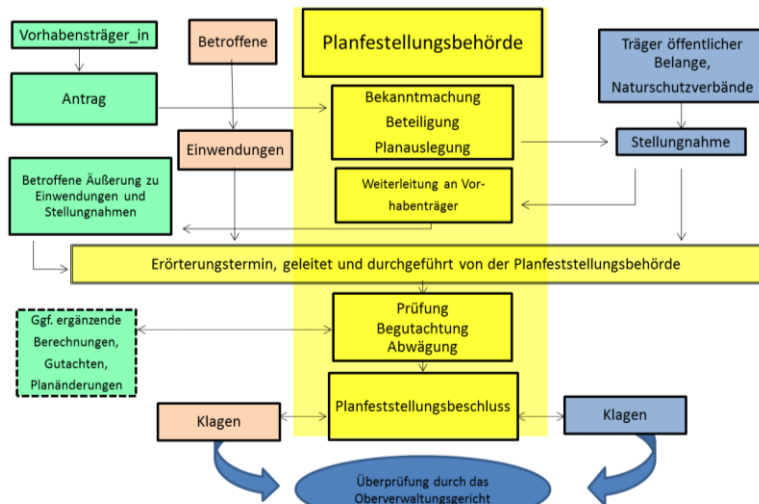 Vorhabensträger_in
Betroffene
Planfestellungsbehörde
Träger öffentlicher
Belange,
Naturschutzverbände
Antrag
Bekanntmachung
Beteiligung
Planauslegung
Einwendungen
Stellungnahme
Betroffene Äußerung zu
Einwendungen und
Stellungnahmen
Weiterleitung an Vor-
habenträger
Erörterungstermin, geleitet und durchgeführt von der Planfeststellungsbehörde
Ggf. ergänzende
Berechnungen,
Gutachten,
Planänderungen
Prüfung
Begutachtung
Abwägung
Klagen
Planfeststellungsbeschluss
Klagen
Überprüfung durch das
Oberverwaltungsgericht